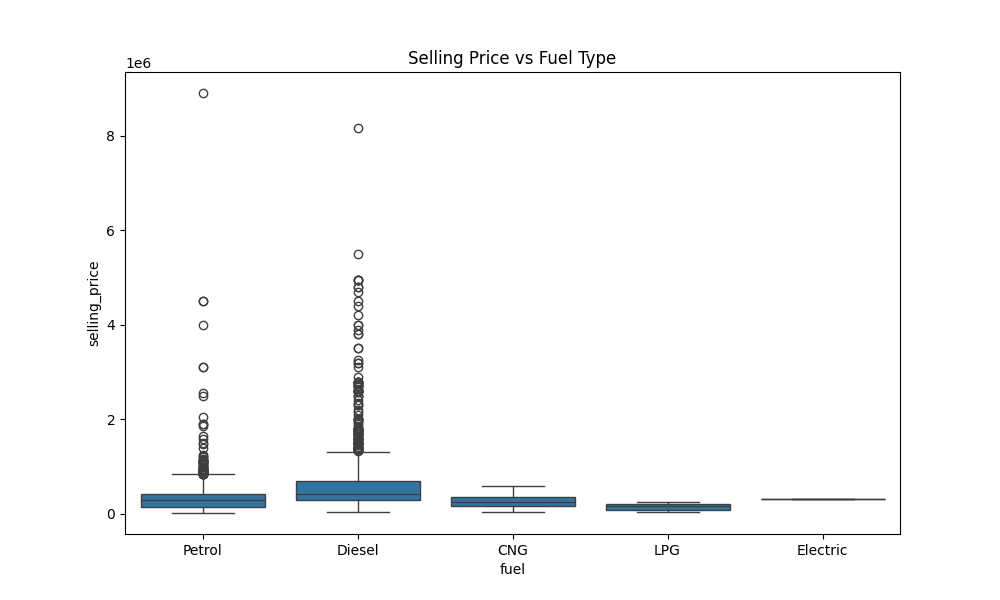 Selling Price vs Fuel Type
1e6
8
6
4
2
0
selling_price
Petrol Diesel CNG LPG Electric
fuel